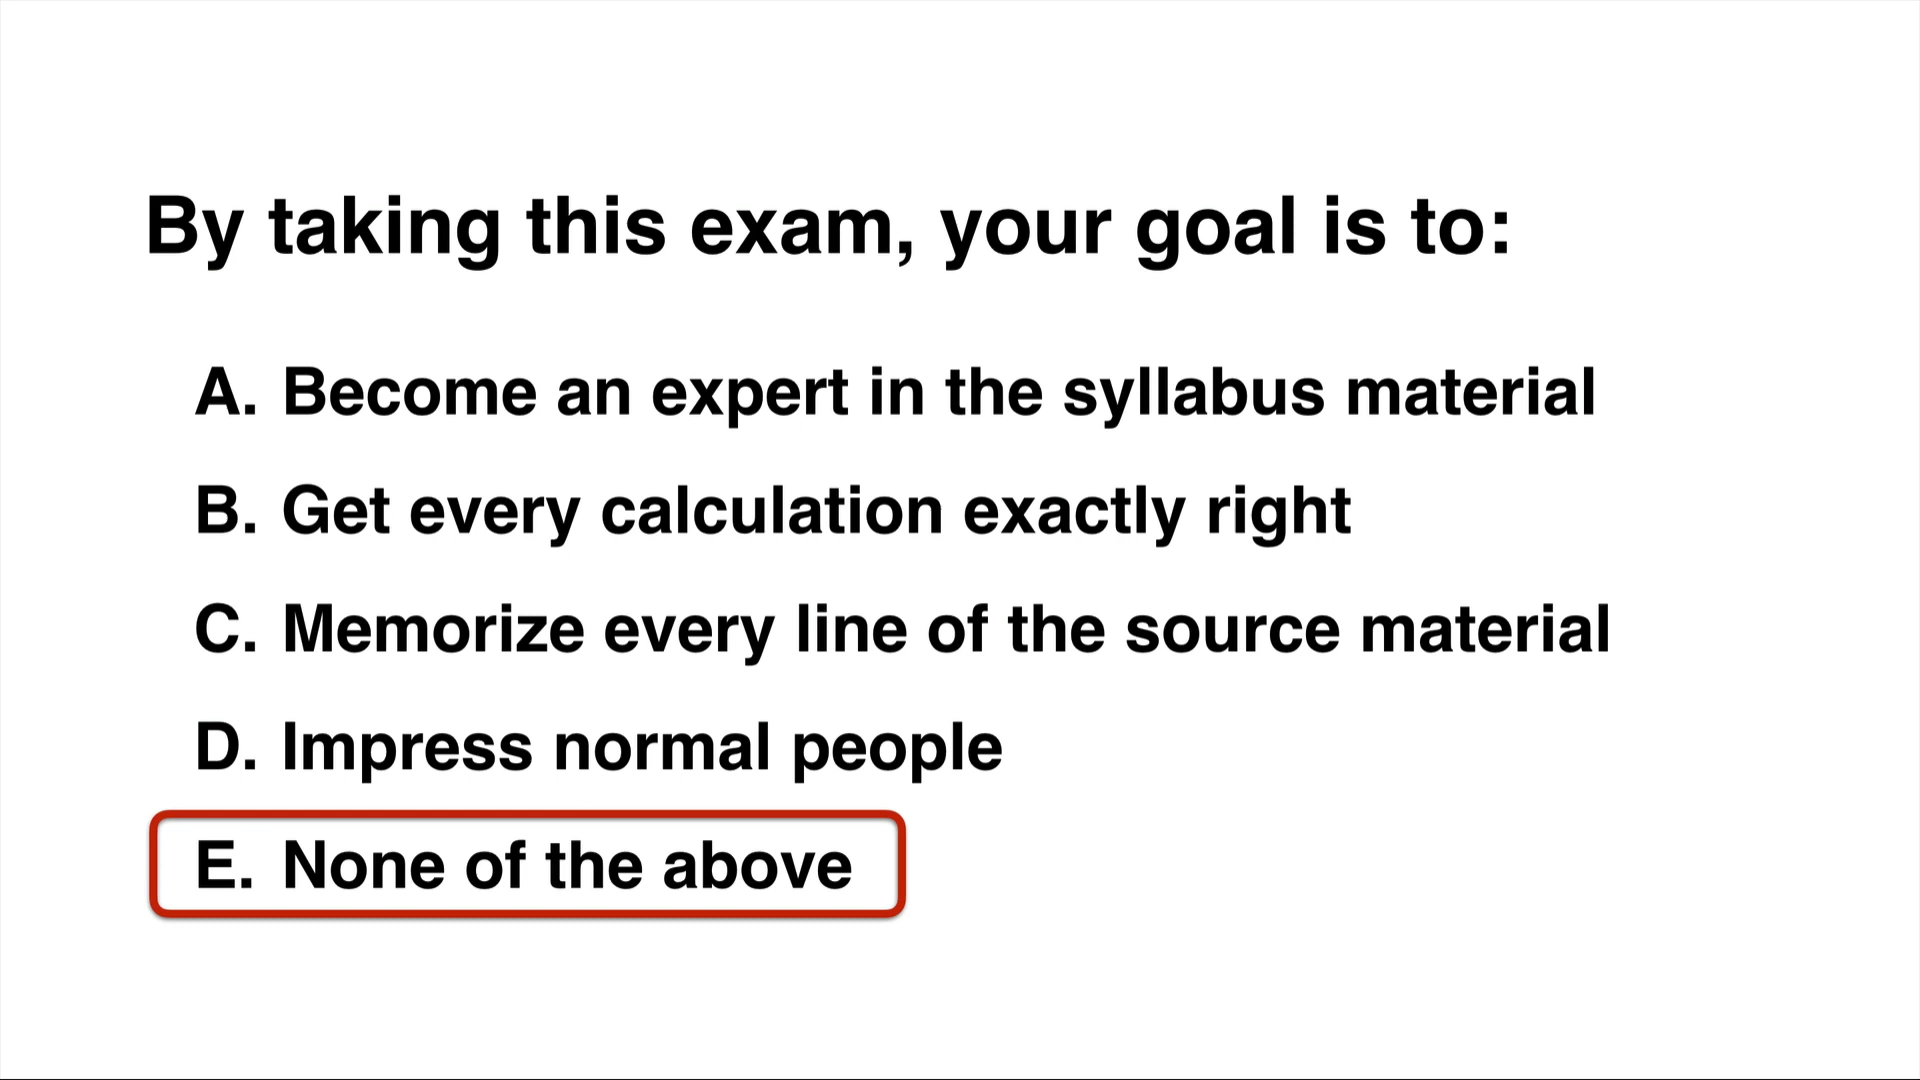 By taking this exam, your goal is to:
A. Become an expert in the syllabus material
B. Get every calculation exactly right
C. Memorize every line of the source material
D. Impress normal people
E. None of the above